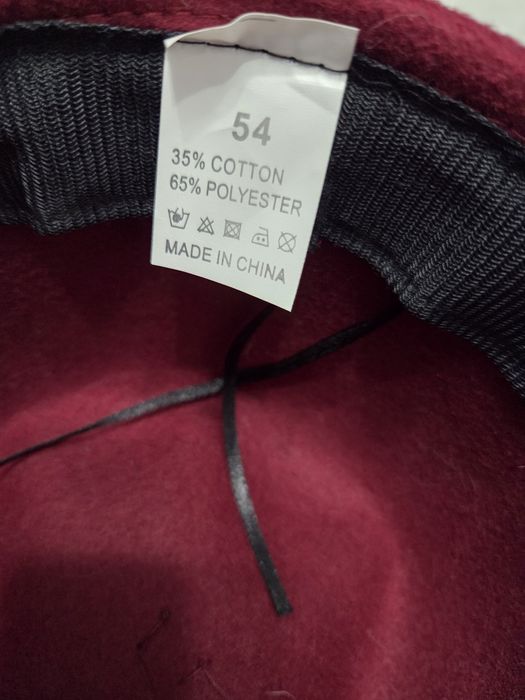 54
35% COTTON
65% POLYESTER
MADE IN CHINA